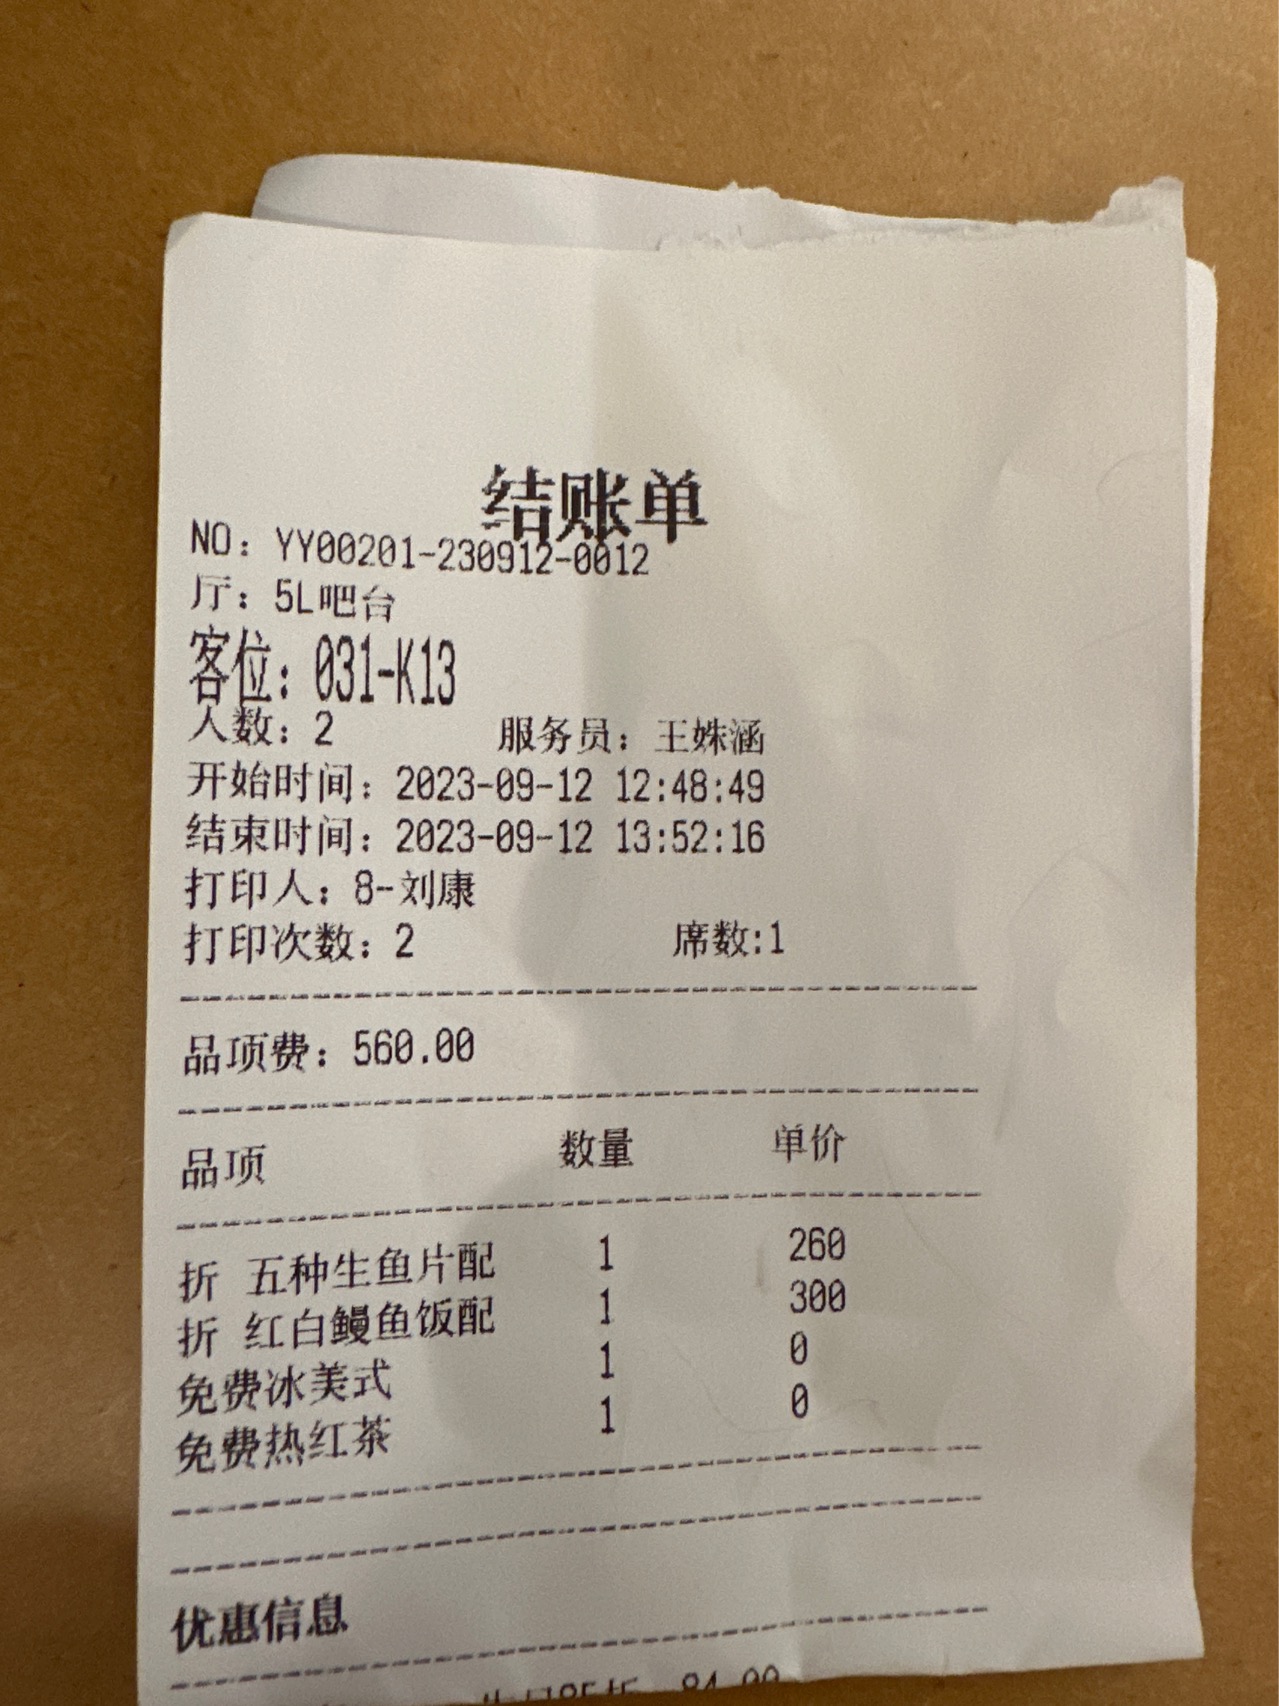 结账单
NO：YY00201-230912-0012
厅：5L吧台
客位：031-K13
人数：2 服务员：王姝涵
开始时间：2023-09-12 12:48:49
结束时间：2023-09-12 13:52:16
打印人：8-刘康
打印次数：2 席数:1
品项费：560.00
品项 数量 单价
折 五种生鱼片配 1 260
折 红白鳗鱼饭配 1 300
免费冰美式 1 0
免费热红茶 1 0
优惠信息
84.00